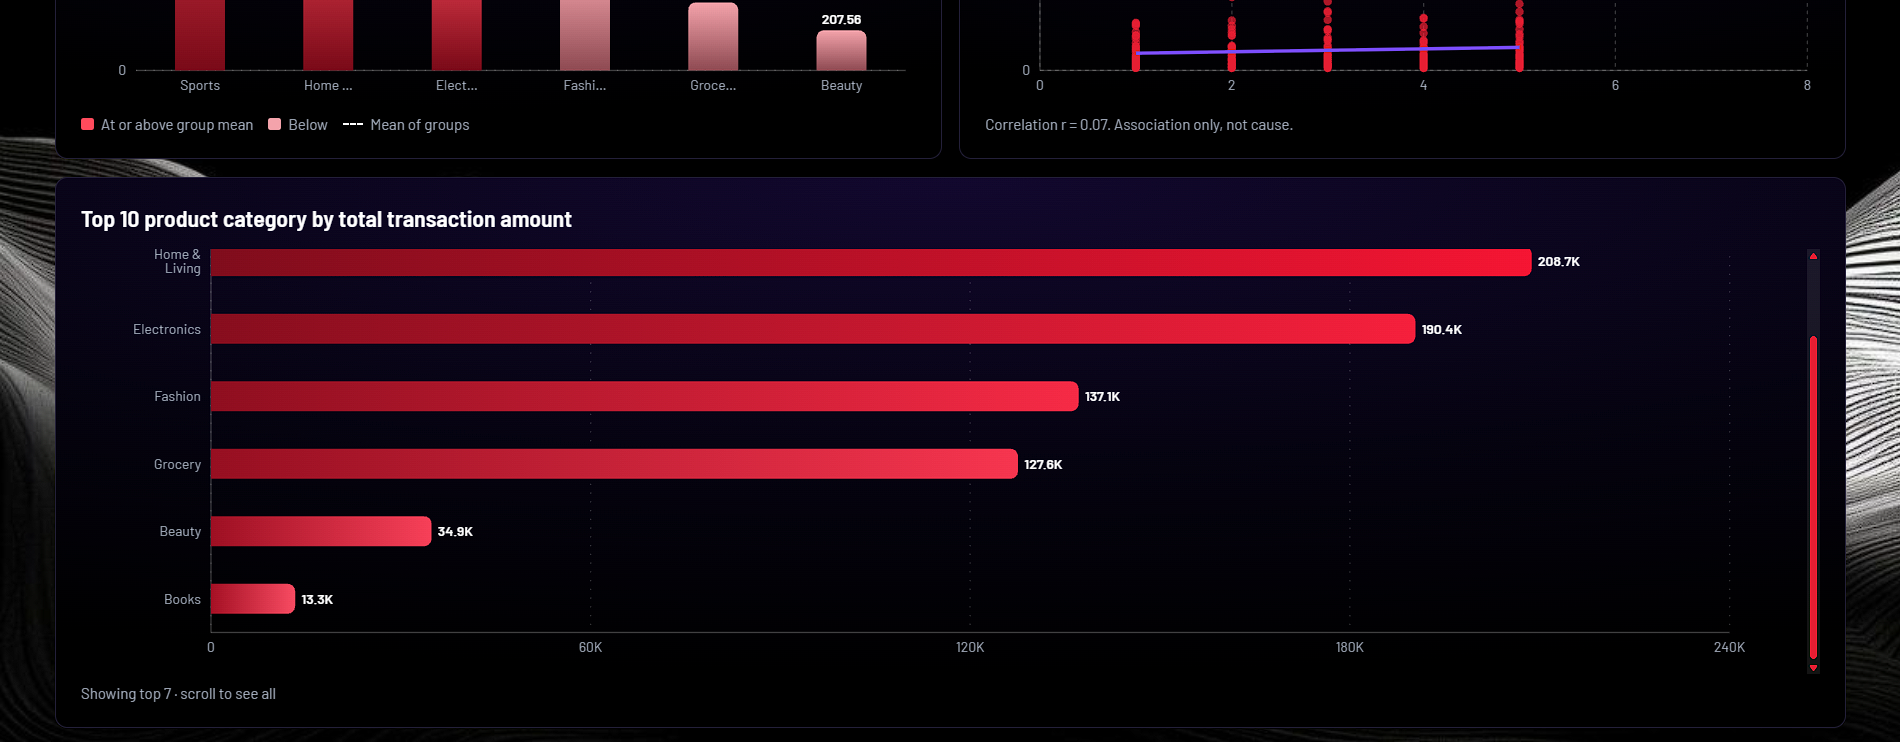 207.56
0
Sports
Home ...
Elect...
Fashi...
Groce...
Beauty
At or above group mean
Below
Mean of groups
0
0
2
4
6
8
Correlation r = 0.07. Association only, not cause.
Top 10 product category by total transaction amount
Home &
Living
208.7K
Electronics
190.4K
Fashion
137.1K
Grocery
127.6K
Beauty
34.9K
Books
13.3K
0
60K
120K
180K
240K
Showing top 7 · scroll to see all